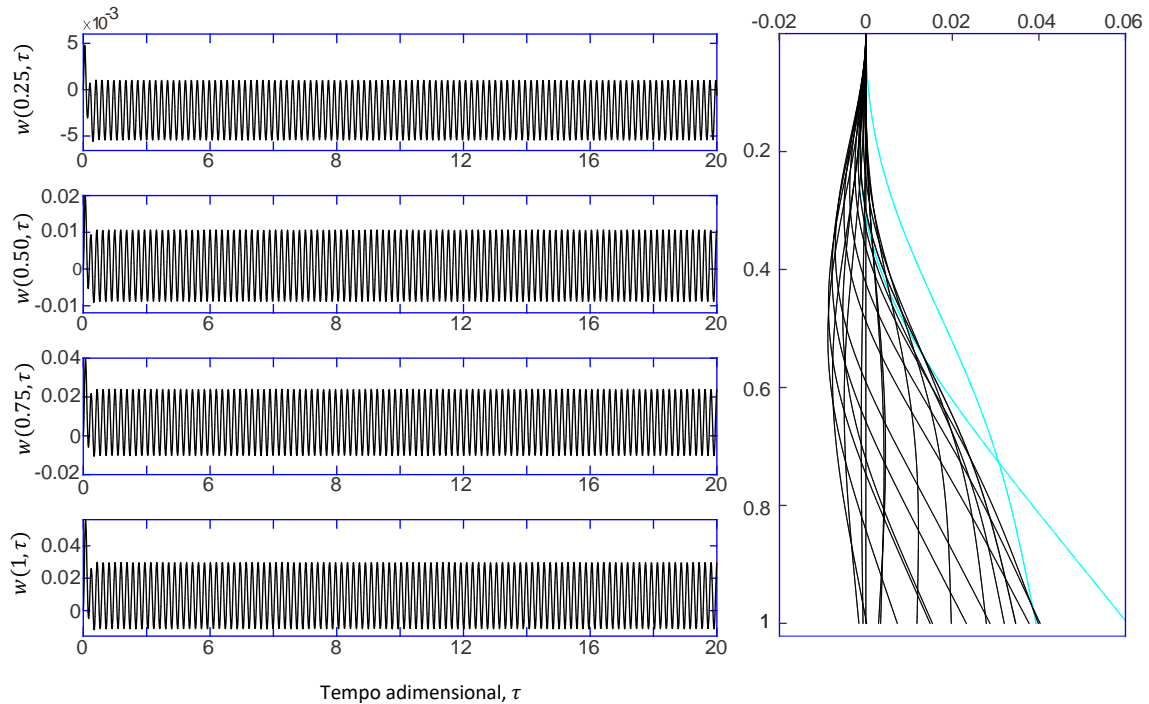 ×10⁻³
5
0
-5
w(0.25, τ)
0 6 8 12 16 20
0.02
0.01
0
-0.01
w(0.50, τ)
0 6 8 12 16 20
0.04
0.02
0
-0.02
w(0.75, τ)
0 6 8 12 16 20
0.04
0.02
0
w(1, τ)
0 6 8 12 16 20
Tempo adimensional, τ
-0.02 0 0.02 0.04 0.06
0.2
0.4
0.6
0.8
1